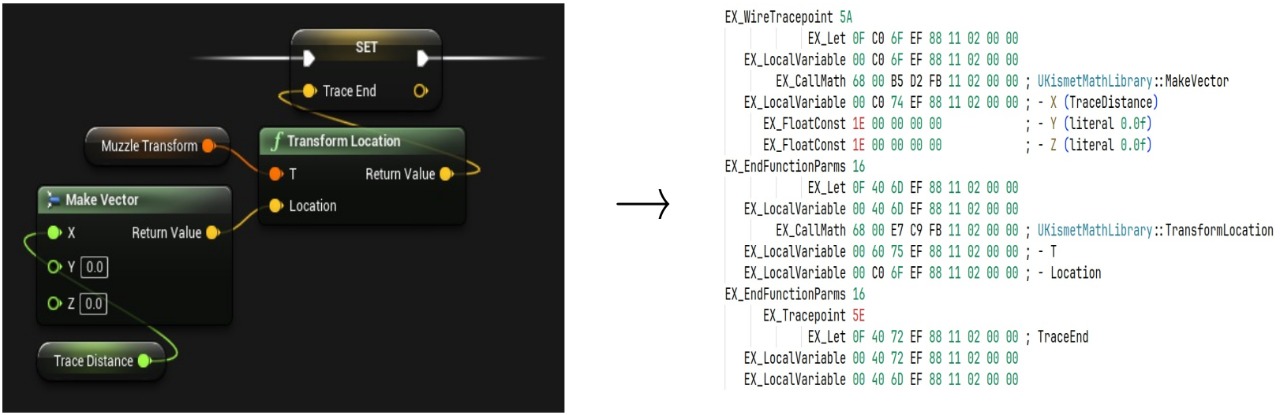 SET
Trace End
Muzzle Transform
f Transform Location
T Return Value
Location
Make Vector
X Return Value
Y 0.0
Z 0.0
Trace Distance
EX_WireTracepoint 5A
EX_Let 0F C0 6F EF 88 11 02 00 00
EX_LocalVariable 00 C0 6F EF 88 11 02 00 00
EX_CallMath 68 00 B5 D2 FB 11 02 00 00 ; UKismetMathLibrary::MakeVector
EX_LocalVariable 00 C0 74 EF 88 11 02 00 00 ; - X (TraceDistance)
EX_FloatConst 1E 00 00 00 00 ; - Y (literal 0.0f)
EX_FloatConst 1E 00 00 00 00 ; - Z (literal 0.0f)
EX_EndFunctionParms 16
EX_Let 0F 40 6D EF 88 11 02 00 00
EX_LocalVariable 00 40 6D EF 88 11 02 00 00
EX_CallMath 68 00 E7 C9 FB 11 02 00 00 ; UKismetMathLibrary::TransformLocation
EX_LocalVariable 00 60 75 EF 88 11 02 00 00 ; - T
EX_LocalVariable 00 C0 6F EF 88 11 02 00 00 ; - Location
EX_EndFunctionParms 16
EX_Tracepoint 5E
EX_Let 0F 40 72 EF 88 11 02 00 00 ; TraceEnd
EX_LocalVariable 00 40 72 EF 88 11 02 00 00
EX_LocalVariable 00 40 6D EF 88 11 02 00 00